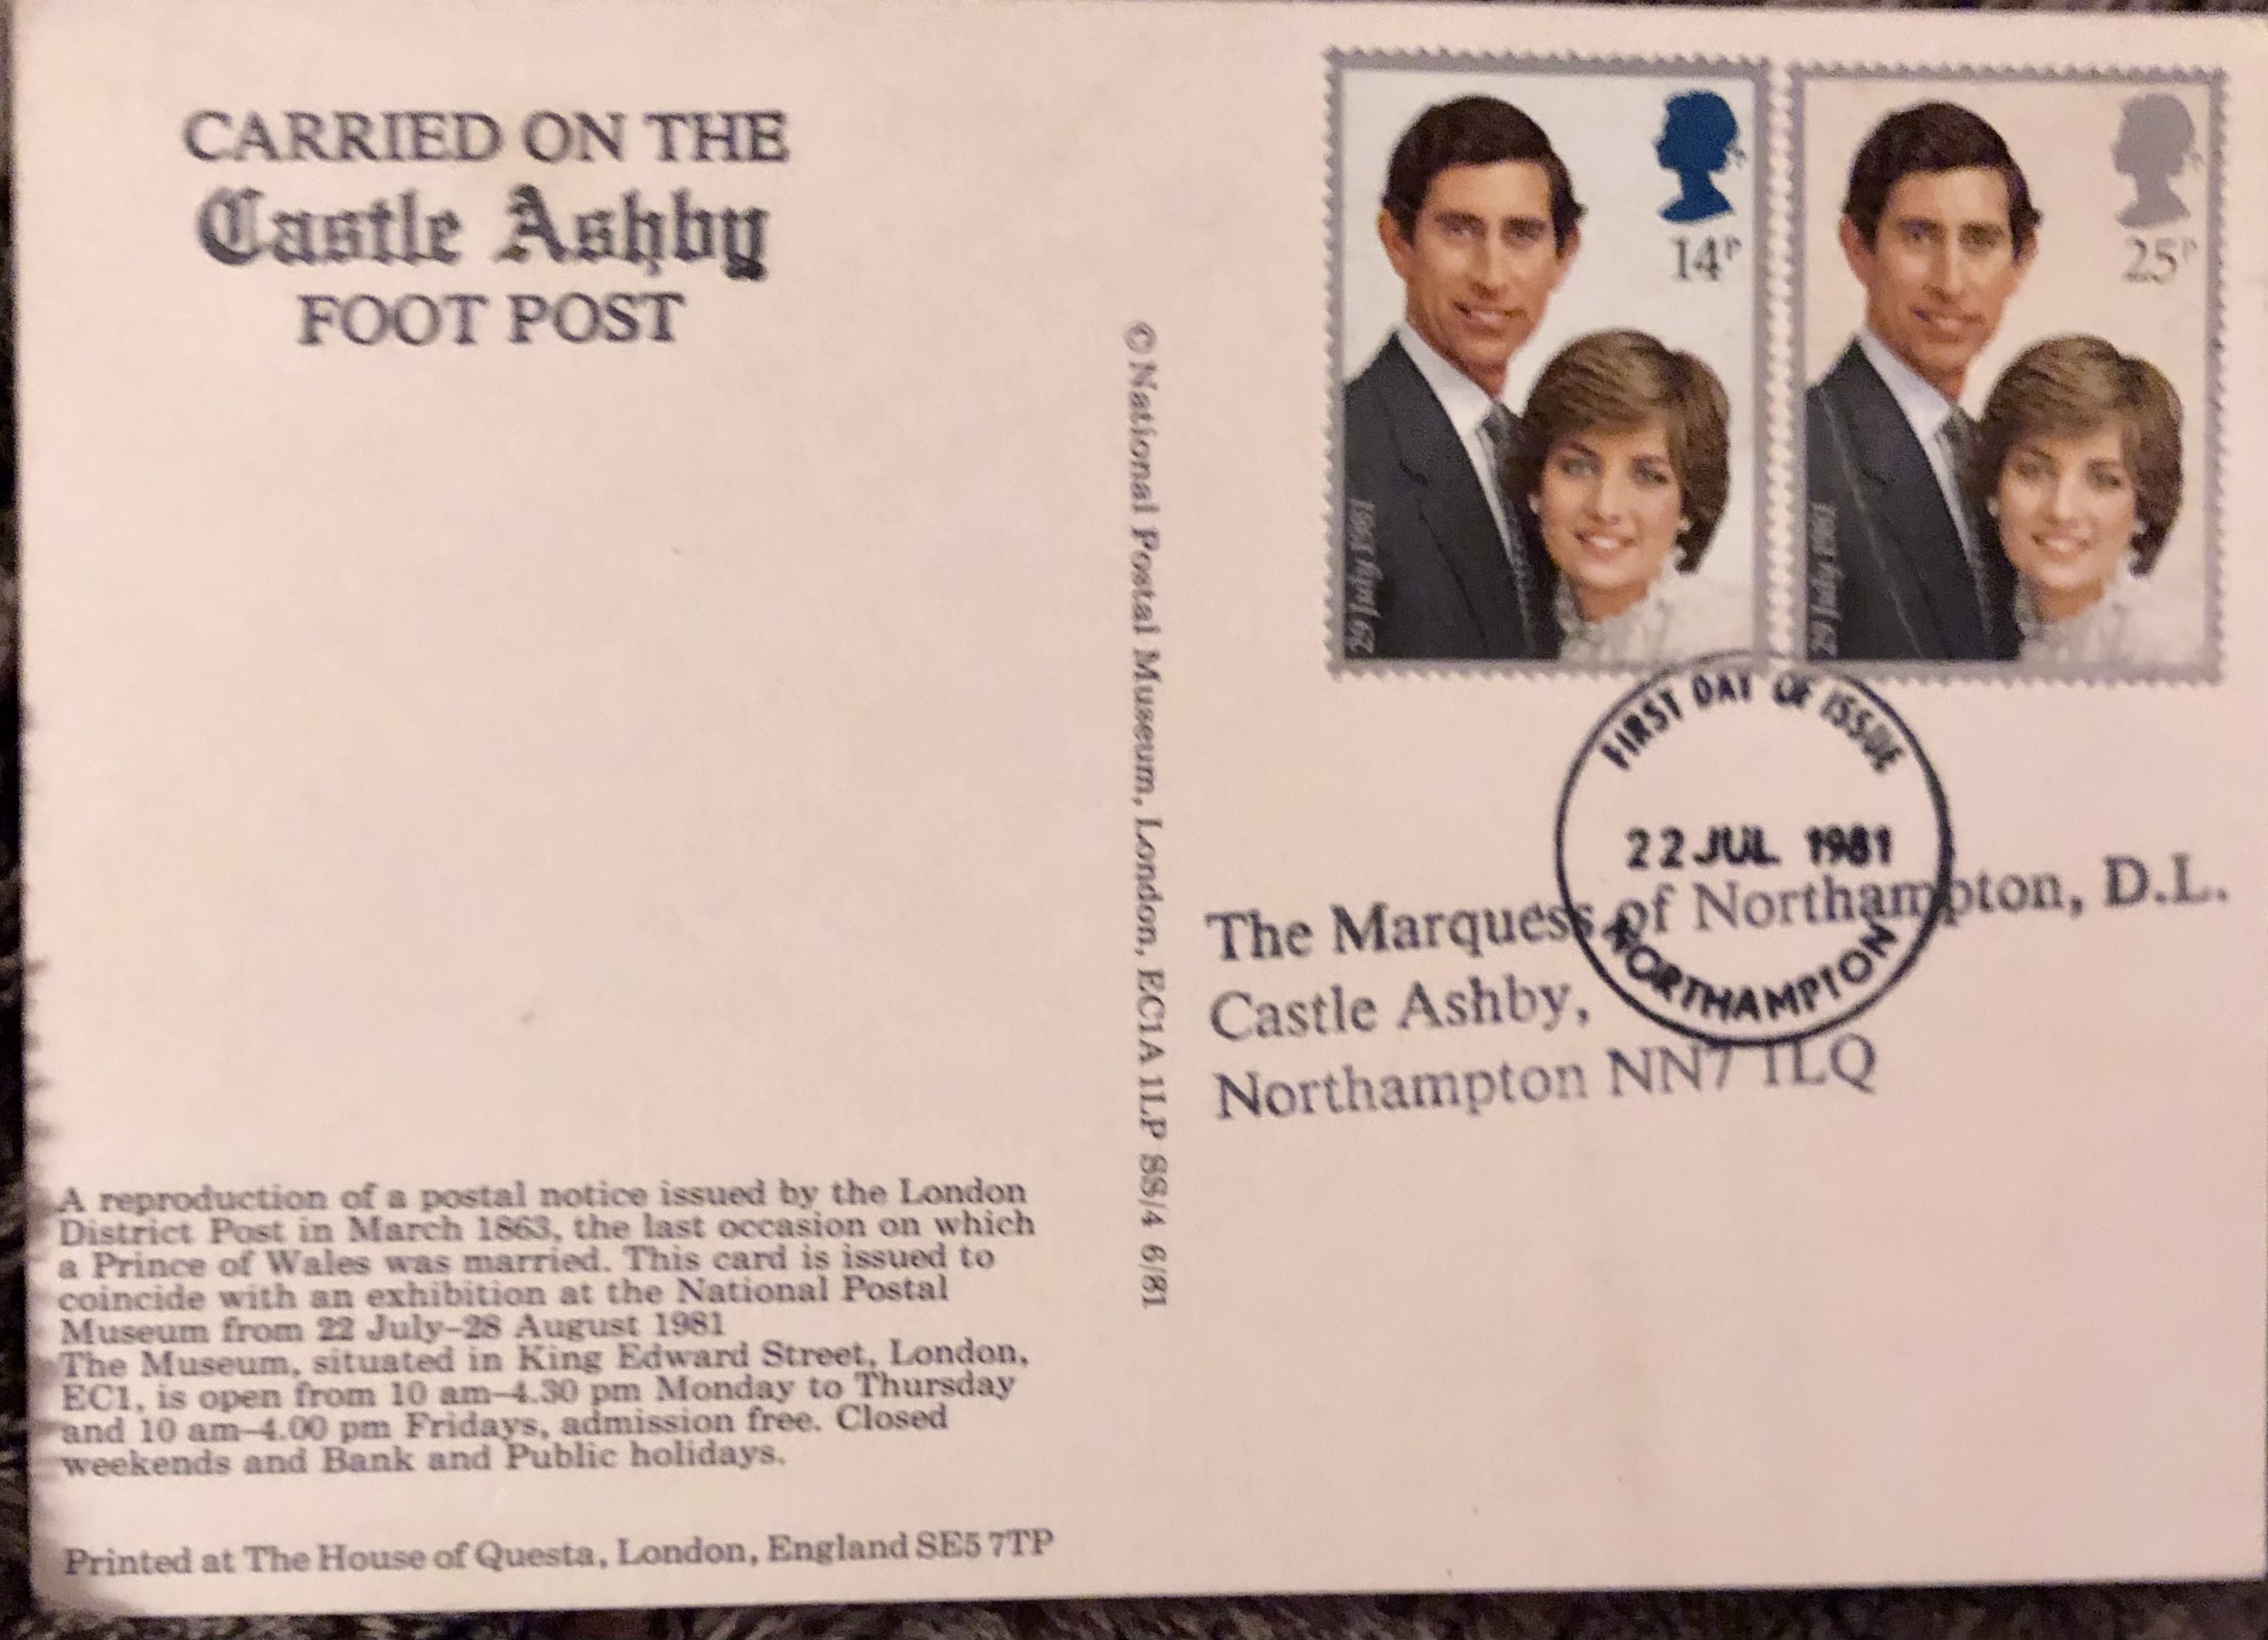 CARRIED ON THE
Castle Ashby
FOOT POST
14P
29 July 1981
25P
29 July 1981
FIRST DAY OF ISSUE
22 JUL 1981
NORTHAMPTON
The Marquess of Northampton, D.L.
Castle Ashby,
Northampton NN7 1LQ
© National Postal Museum, London, EC1A 1LP SS/4 6/81
A reproduction of a postal notice issued by the London
District Post in March 1863, the last occasion on which
a Prince of Wales was married. This card is issued to
coincide with an exhibition at the National Postal
Museum from 22 July–28 August 1981
The Museum, situated in King Edward Street, London,
EC1, is open from 10 am–4.30 pm Monday to Thursday
and 10 am–4.00 pm Fridays, admission free. Closed
weekends and Bank and Public holidays.
Printed at The House of Questa, London, England SE5 7TP